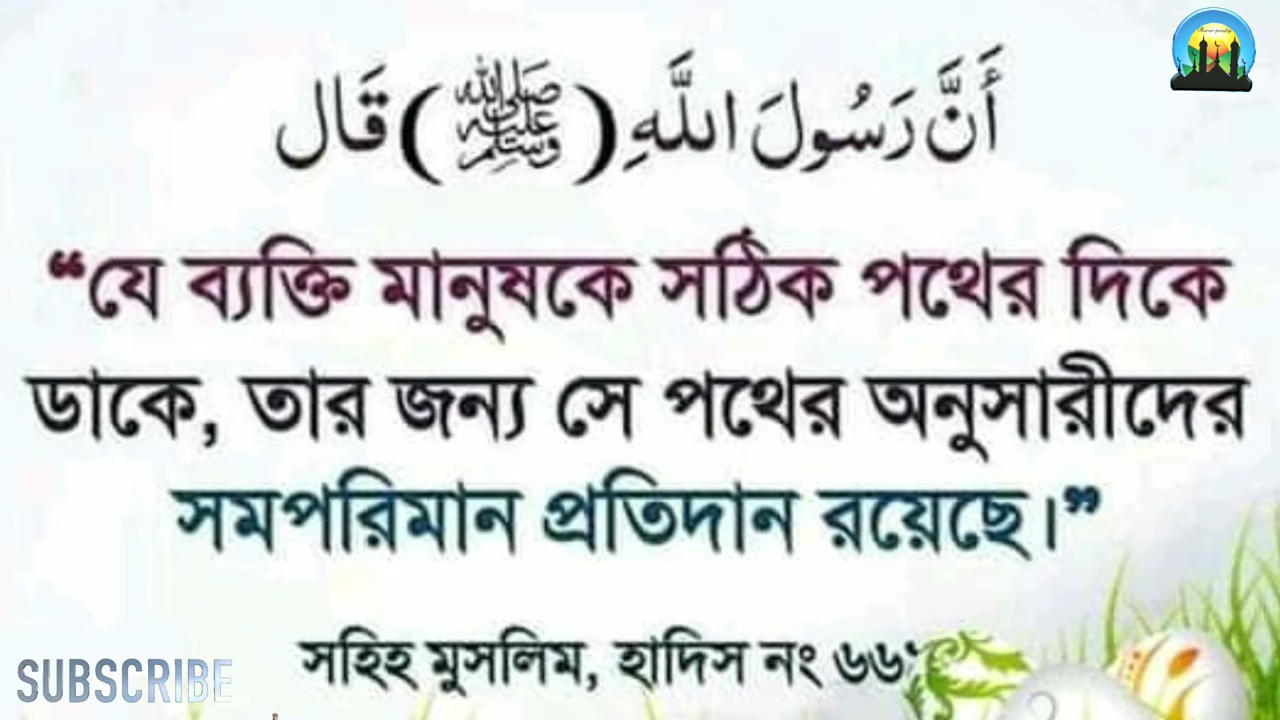 أَنَّ رَسُولَ اللَّهِ (ﷺ) قَال
“যে ব্যক্তি মানুষকে সঠিক পথের দিকে
ডাকে, তার জন্য সে পথের অনুসারীদের
সমপরিমান প্রতিদান রয়েছে।”
সহিহ মুসলিম, হাদিস নং ৬৬
SUBSCRIBE